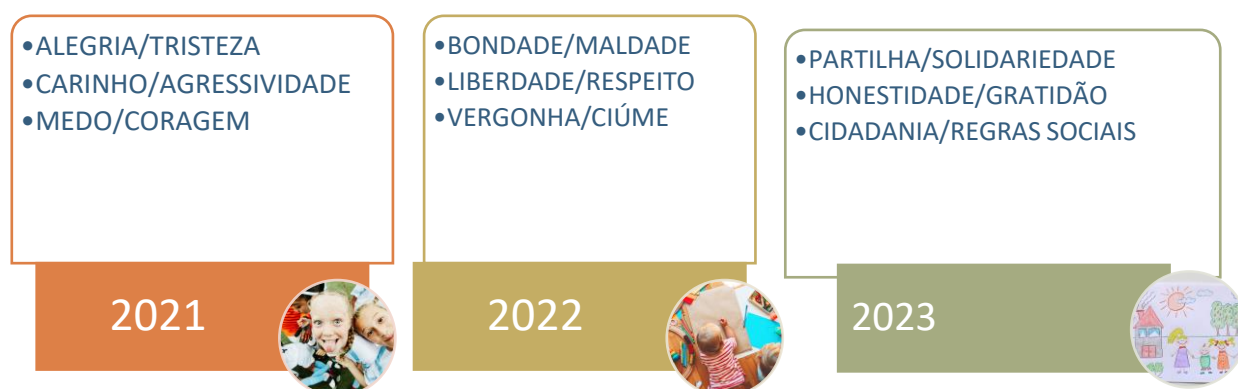 •ALEGRIA/TRISTEZA
•CARINHO/AGRESSIVIDADE
•MEDO/CORAGEM
2021
•BONDADE/MALDADE
•LIBERDADE/RESPEITO
•VERGONHA/CIÚME
2022
•PARTILHA/SOLIDARIEDADE
•HONESTIDADE/GRATIDÃO
•CIDADANIA/REGRAS SOCIAIS
2023